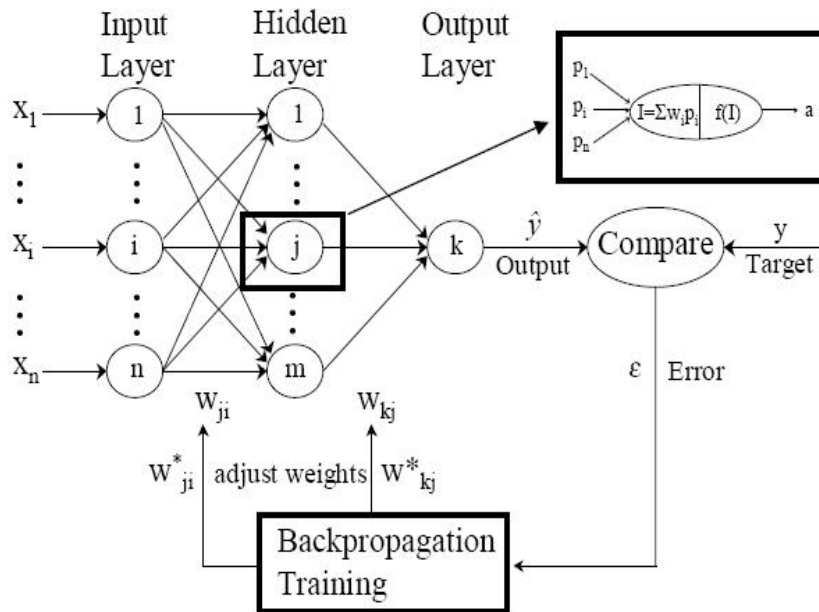 Input Layer
Hidden Layer
Output Layer
p₁
pᵢ
pₙ
I=Σwᵢpᵢ
f(I)
a
X₁
1
1
Xᵢ
i
j
k
ŷ
Output
Compare
y
Target
Xₙ
n
m
ε
Error
Wⱼᵢ
Wₖⱼ
W*ⱼᵢ
adjust weights
W*ₖⱼ
Backpropagation
Training